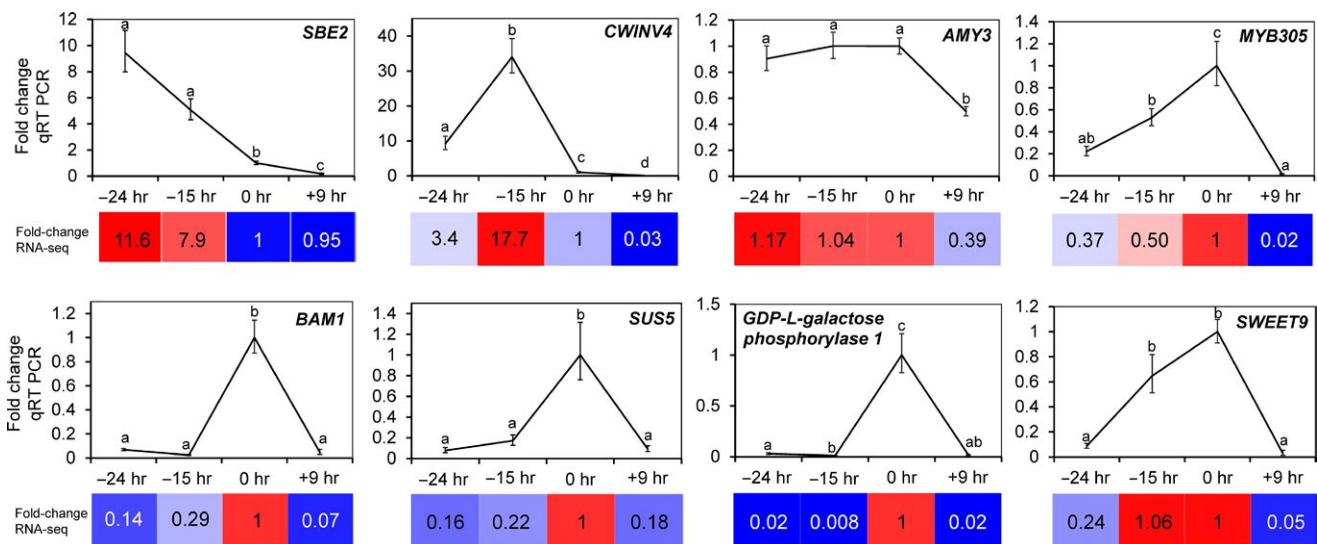 Fold change
qRT PCR
12
10
8
6
4
2
0
a
a
b
c
SBE2
−24 hr −15 hr 0 hr +9 hr
40
30
20
10
0
a
b
c
d
CWINV4
−24 hr −15 hr 0 hr +9 hr
1.2
1
0.8
0.6
0.4
0.2
0
a
a
a
b
AMY3
−24 hr −15 hr 0 hr +9 hr
1.4
1.2
1
0.8
0.6
0.4
0.2
0
ab
b
c
a
MYB305
−24 hr −15 hr 0 hr +9 hr
Fold-change
RNA-seq
11.6 7.9 1 0.95
3.4 17.7 1 0.03
1.17 1.04 1 0.39
0.37 0.50 1 0.02
Fold change
qRT PCR
1.2
1
0.8
0.6
0.4
0.2
0
a
a
b
a
BAM1
−24 hr −15 hr 0 hr +9 hr
1.4
1.2
1
0.8
0.6
0.4
0.2
0
a
a
b
a
SUS5
−24 hr −15 hr 0 hr +9 hr
1.5
1
0.5
0
a
b
c
ab
GDP-L-galactose
phosphorylase 1
−24 hr −15 hr 0 hr +9 hr
1.2
1
0.8
0.6
0.4
0.2
0
a
b
b
a
SWEET9
−24 hr −15 hr 0 hr +9 hr
Fold-change
RNA-seq
0.14 0.29 1 0.07
0.16 0.22 1 0.18
0.02 0.008 1 0.02
0.24 1.06 1 0.05